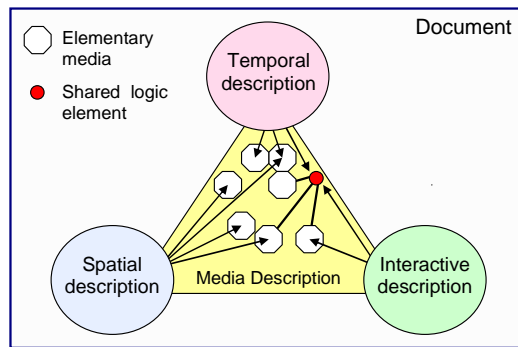 Document
Elementary
media
Shared logic
element
Temporal
description
Spatial
description
Media Description
Interactive
description